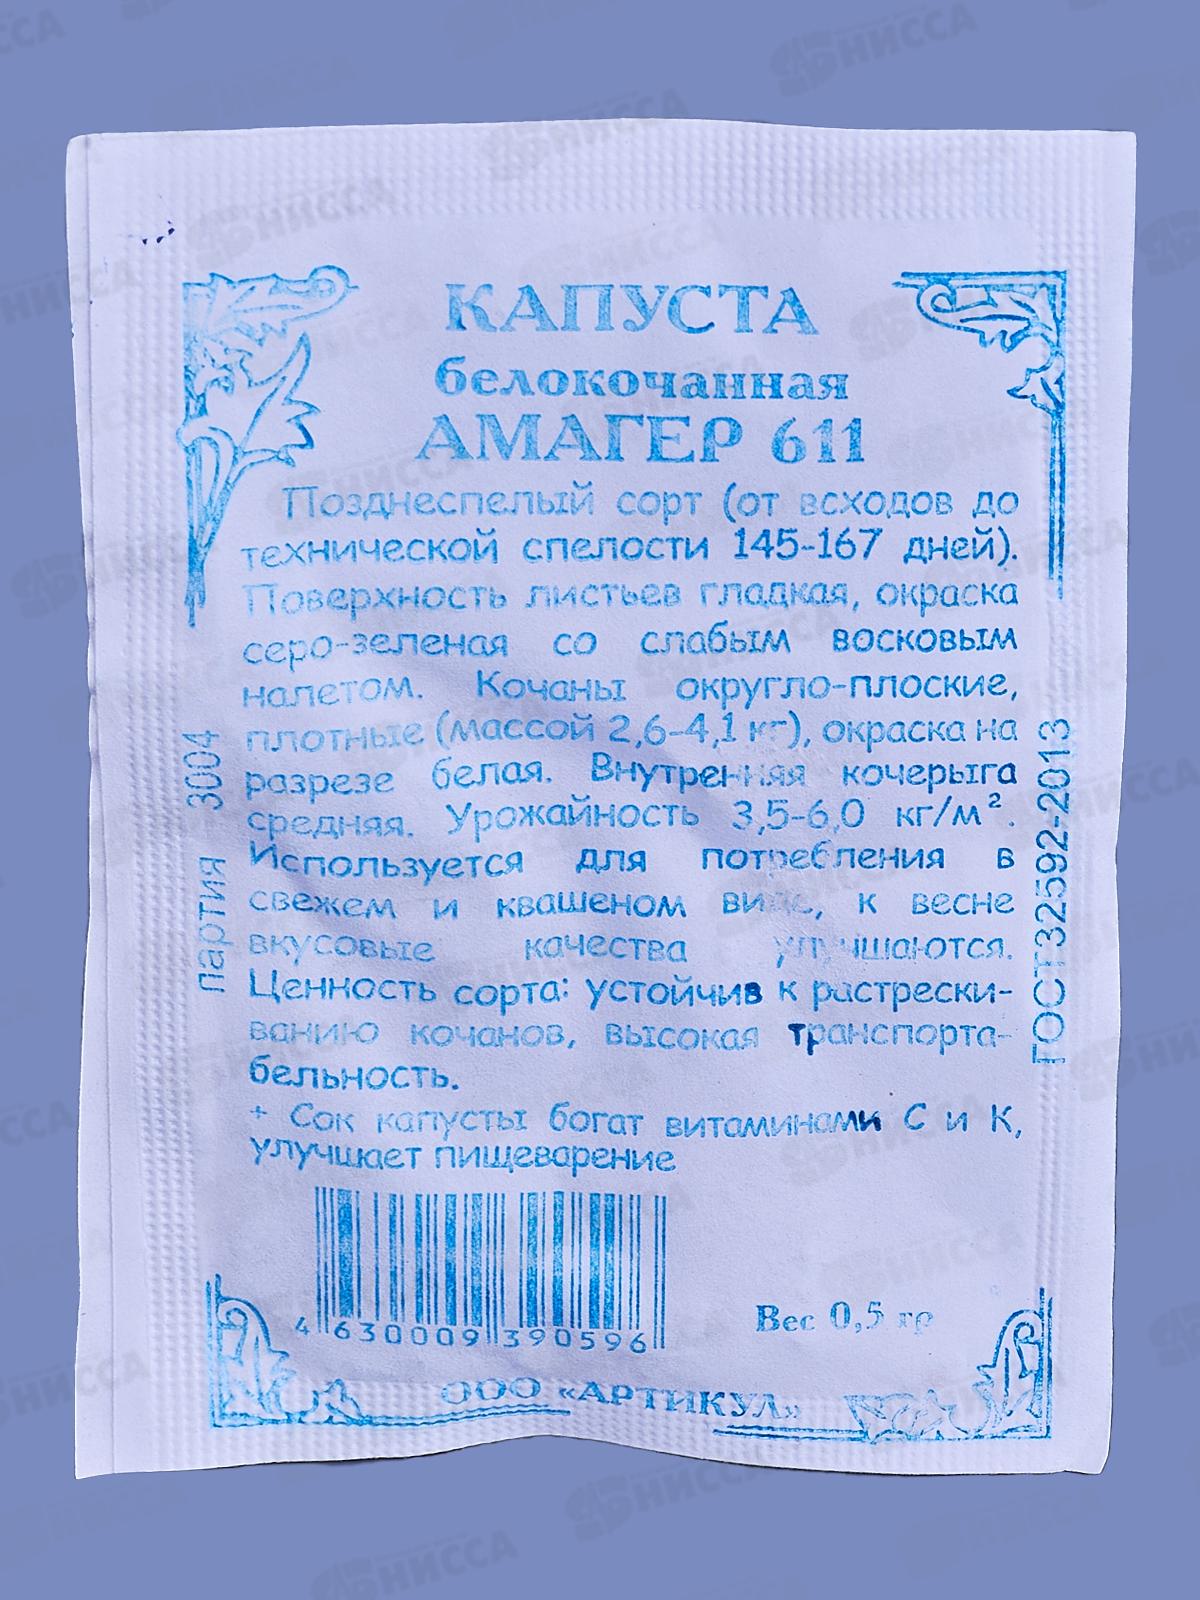 КАПУСТА
белокочанная
АМАГЕР 611
Позднеспелый сорт (от всходов до
технической спелости 145-167 дней).
Поверхность листьев гладкая, окраска
серо-зеленая со слабым восковым
налетом. Кочаны округло-плоские,
плотные (массой 2,6-4,1 кг), окраска на
разрезе белая. Внутренняя кочерыга
средняя. Урожайность 3,5-6,0 кг/м².
Используется для потребления в
свежем и квашеном виде, к весне
вкусовые качества улучшаются.
Ценность сорта: устойчив к растрески-
ванию кочанов, высокая транспорта-
бельность.
+ Сок капусты богат витаминами С и К,
улучшает пищеварение
4 630009 390596
Вес 0,5 гр
ООО «АРТИКУЛ»
партия 3004
ГОСТ32592-2013
НИССА